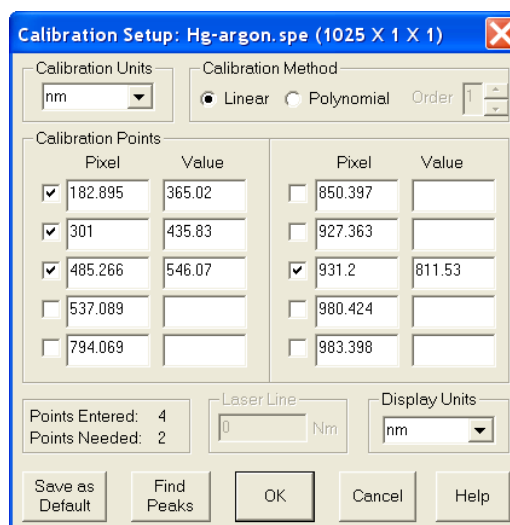 Calibration Setup: Hg-argon.spe (1025 X 1 X 1)
Calibration Units
nm
Calibration Method
Linear Polynomial Order 1
Calibration Points
Pixel Value
182.895 365.02
301 435.83
485.266 546.07
537.089
794.069
Pixel Value
850.397
927.363
931.2 811.53
980.424
983.398
Points Entered: 4
Points Needed: 2
Laser Line
0 Nm
Display Units
nm
Save as
Default
Find
Peaks
OK
Cancel
Help